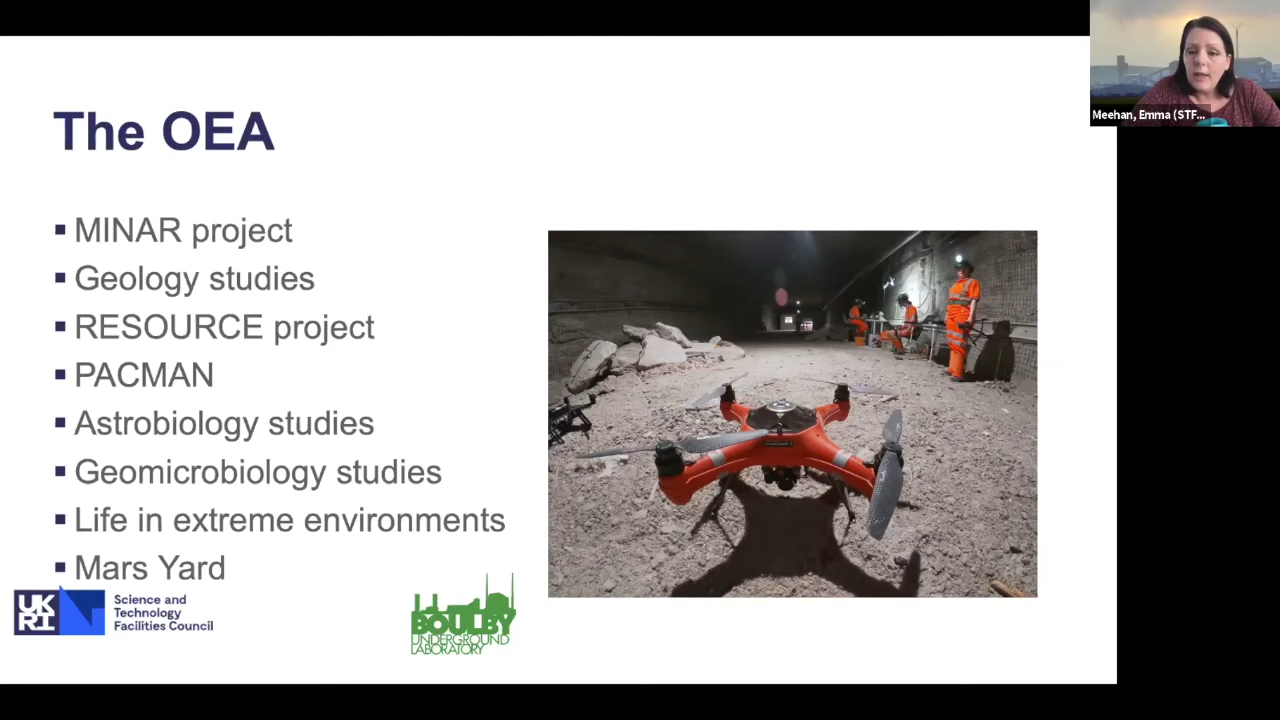 The OEA
▪ MINAR project
▪ Geology studies
▪ RESOURCE project
▪ PACMAN
▪ Astrobiology studies
▪ Geomicrobiology studies
▪ Life in extreme environments
▪ Mars Yard
UK
RI
Science and
Technology
Facilities Council
BOULBY
UNDERGROUND
LABORATORY
Meehan, Emma (STF...